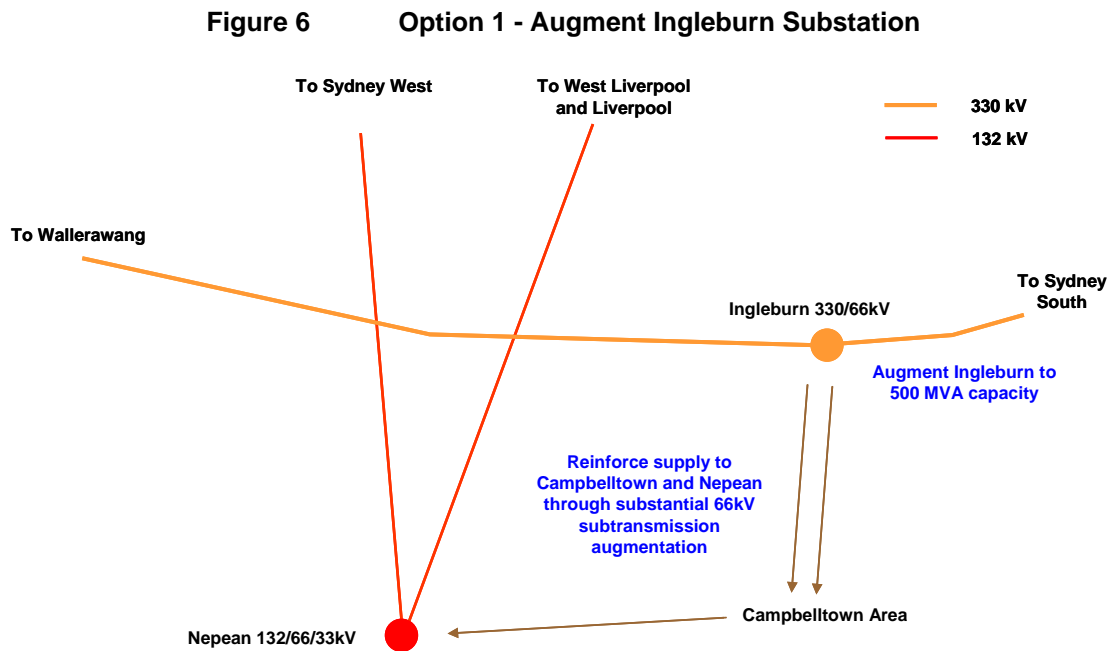 Figure 6 Option 1 - Augment Ingleburn Substation
To Sydney West
To West Liverpool
and Liverpool
330 kV
132 kV
To Wallerawang
To Sydney
South
Ingleburn 330/66kV
Augment Ingleburn to
500 MVA capacity
Reinforce supply to
Campbelltown and Nepean
through substantial 66kV
subtransmission
augmentation
Campbelltown Area
Nepean 132/66/33kV